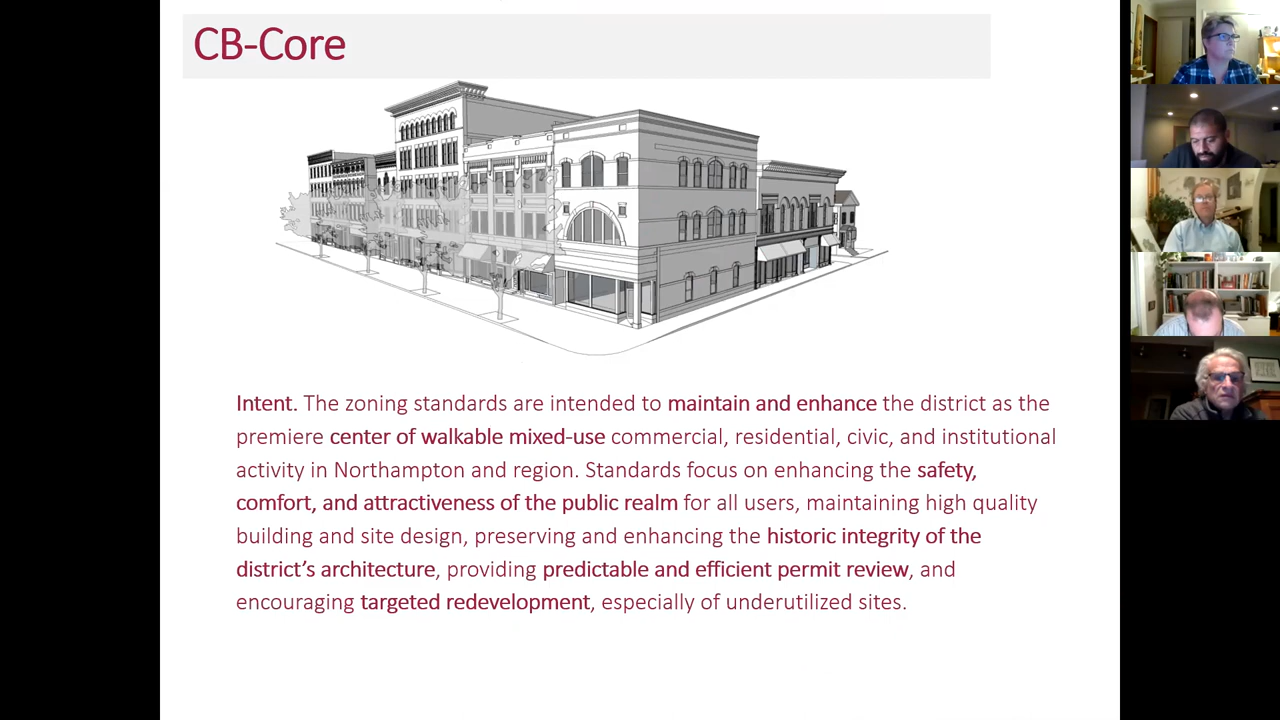 CB-Core
Intent. The zoning standards are intended to maintain and enhance the district as the
premiere center of walkable mixed-use commercial, residential, civic, and institutional
activity in Northampton and region. Standards focus on enhancing the safety,
comfort, and attractiveness of the public realm for all users, maintaining high quality
building and site design, preserving and enhancing the historic integrity of the
district’s architecture, providing predictable and efficient permit review, and
encouraging targeted redevelopment, especially of underutilized sites.